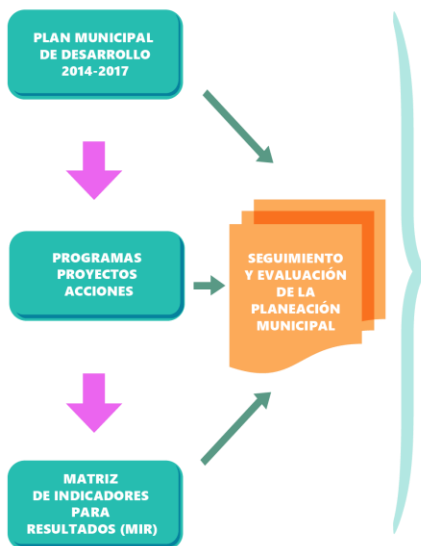 PLAN MUNICIPAL
DE DESARROLLO
2014-2017
PROGRAMAS
PROYECTOS
ACCIONES
SEGUIMIENTO
Y EVALUACIÓN
DE LA
PLANEACIÓN
MUNICIPAL
MATRIZ
DE INDICADORES
PARA
RESULTADOS (MIR)